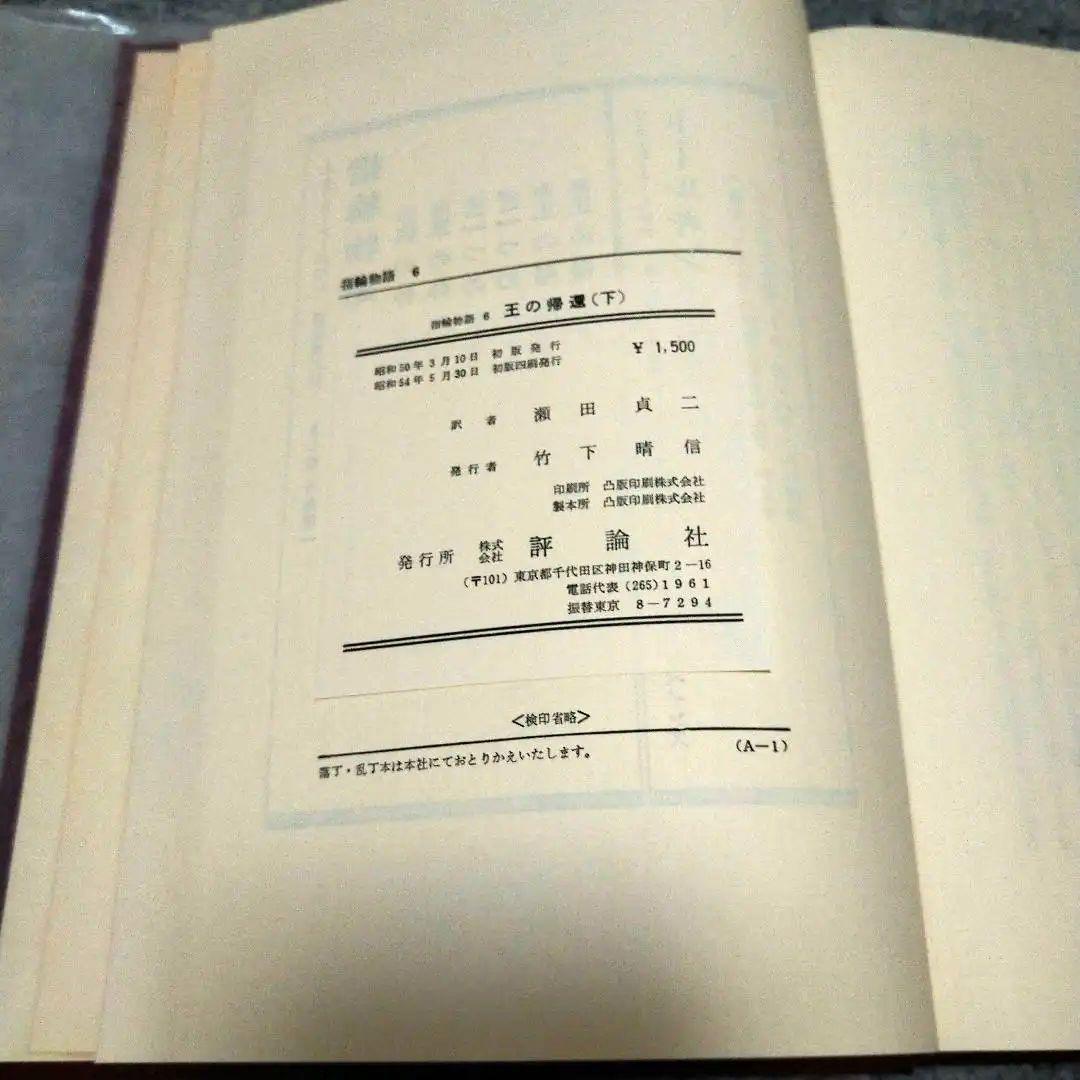 指輪物語 6
指輪物語 6 王の帰還(下)
昭和50年3月10日 初版発行
昭和54年5月30日 初版四刷発行
¥ 1,500
訳者 瀬田貞二
発行者 竹下晴信
印刷所 凸版印刷株式会社
製本所 凸版印刷株式会社
発行所 株式会社 評論社
(〒101) 東京都千代田区神田神保町2-16
電話代表 (265) 1961
振替東京 8-7294
<検印省略>
落丁・乱丁本は本社にておとりかえいたします。
(A-1)